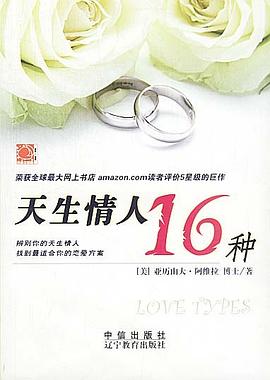 荣获全球最大网上书店 amazon.com读者评价5星级的巨作
天生情人16种
辨别你的天生情人
找到最适合你的恋爱方案
[美] 亚历山大·阿维拉 博士/著
LOVE TYPES
中信出版社
辽宁教育出版社